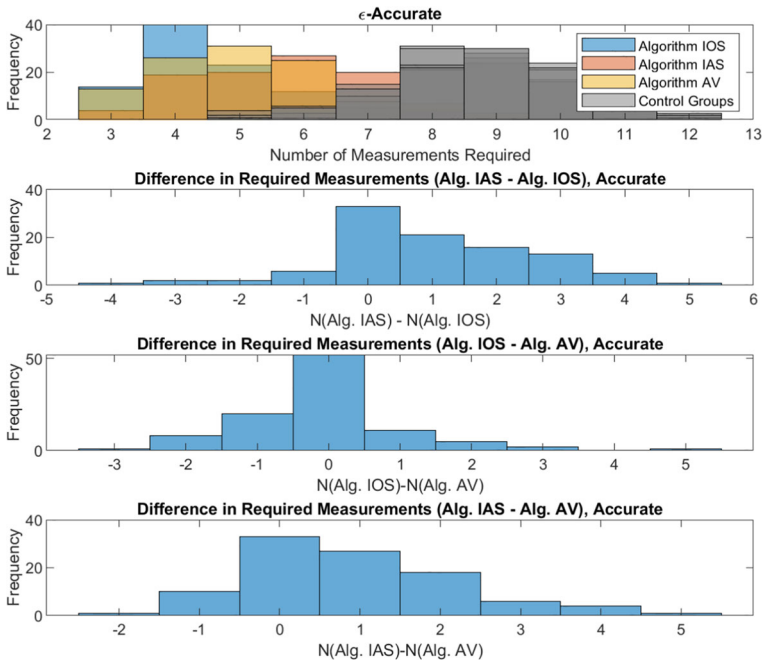 ϵ-Accurate
40
20
0
Frequency
Algorithm IOS
Algorithm IAS
Algorithm AV
Control Groups
2 3 4 5 6 7 8 9 10 11 12 13
Number of Measurements Required
Difference in Required Measurements (Alg. IAS - Alg. IOS), Accurate
40
20
0
Frequency
-5 -4 -3 -2 -1 0 1 2 3 4 5 6
N(Alg. IAS) - N(Alg. IOS)
Difference in Required Measurements (Alg. IOS - Alg. AV), Accurate
50
0
Frequency
-3 -2 -1 0 1 2 3 4 5
N(Alg. IOS)-N(Alg. AV)
Difference in Required Measurements (Alg. IAS - Alg. AV), Accurate
40
20
0
Frequency
-2 -1 0 1 2 3 4 5
N(Alg. IAS)-N(Alg. AV)